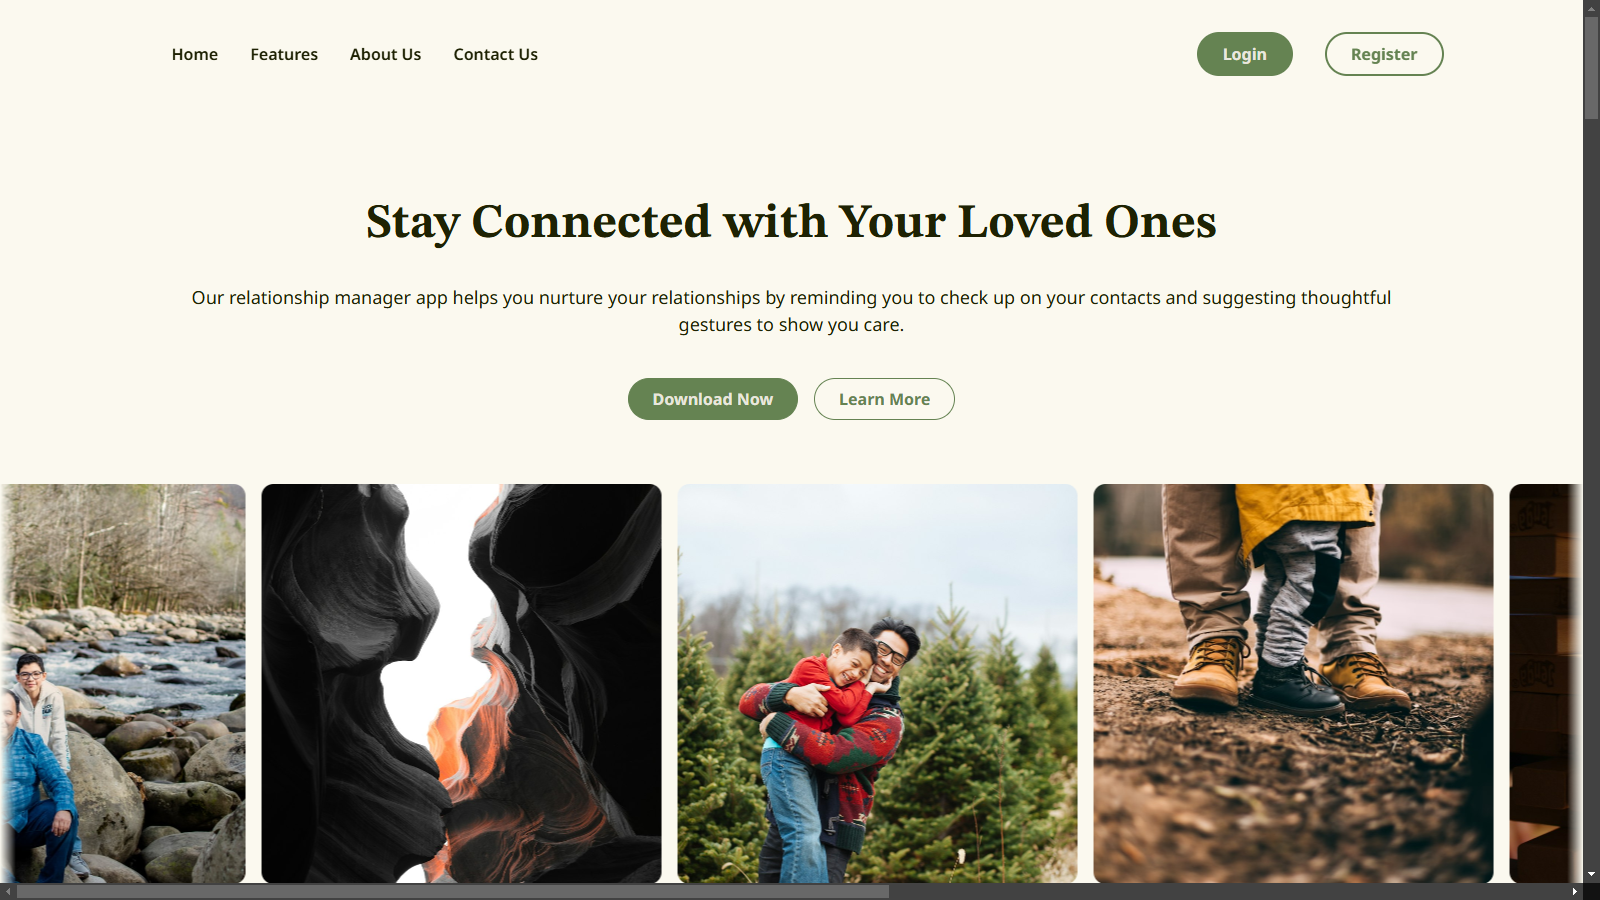 Home
Features
About Us
Contact Us
Login
Register
Stay Connected with Your Loved Ones
Our relationship manager app helps you nurture your relationships by reminding you to check up on your contacts and suggesting thoughtful
gestures to show you care.
Download Now
Learn More